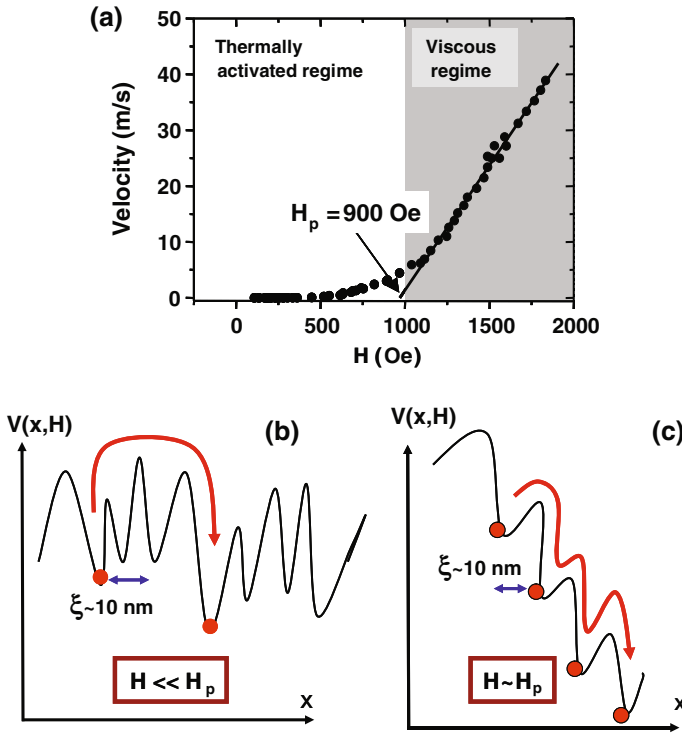 (a)
Thermally
activated regime
Viscous
regime
Velocity (m/s)
50
40
30
20
10
0
H_p = 900 Oe
0 500 1000 1500 2000
H (Oe)
V(x,H)
(b)
ξ~10 nm
H << H_p
x
V(x,H)
(c)
ξ~10 nm
H~H_p
x